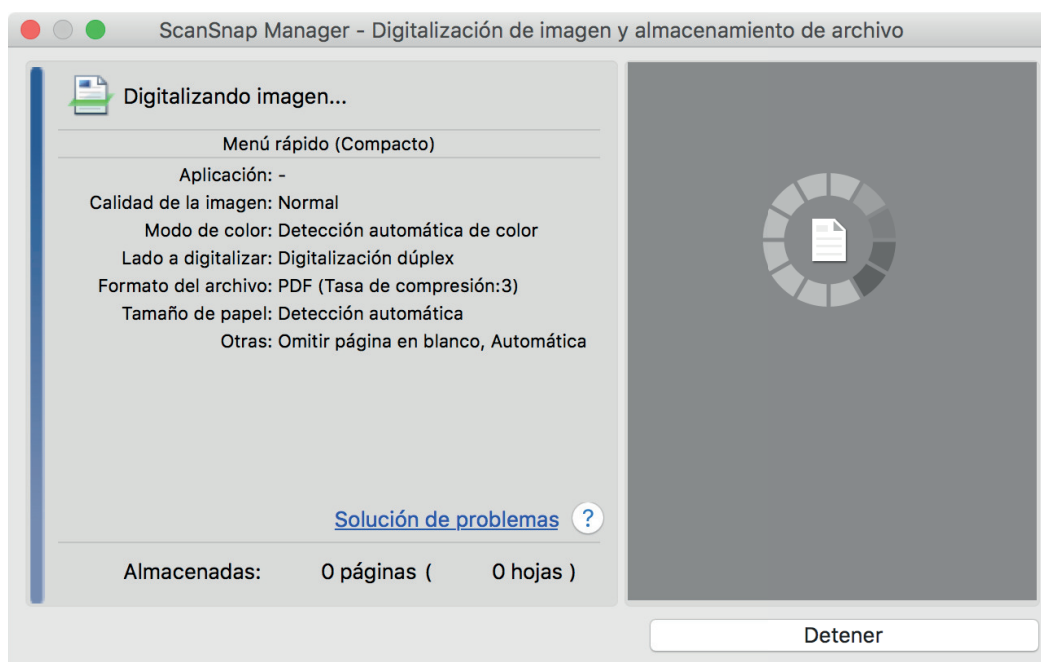 ScanSnap Manager - Digitalización de imagen y almacenamiento de archivo
Digitalizando imagen...
Menú rápido (Compacto)
Aplicación: -
Calidad de la imagen: Normal
Modo de color: Detección automática de color
Lado a digitalizar: Digitalización dúplex
Formato del archivo: PDF (Tasa de compresión:3)
Tamaño de papel: Detección automática
Otras: Omitir página en blanco, Automática
Solución de problemas ?
Almacenadas: 0 páginas ( 0 hojas )
Detener